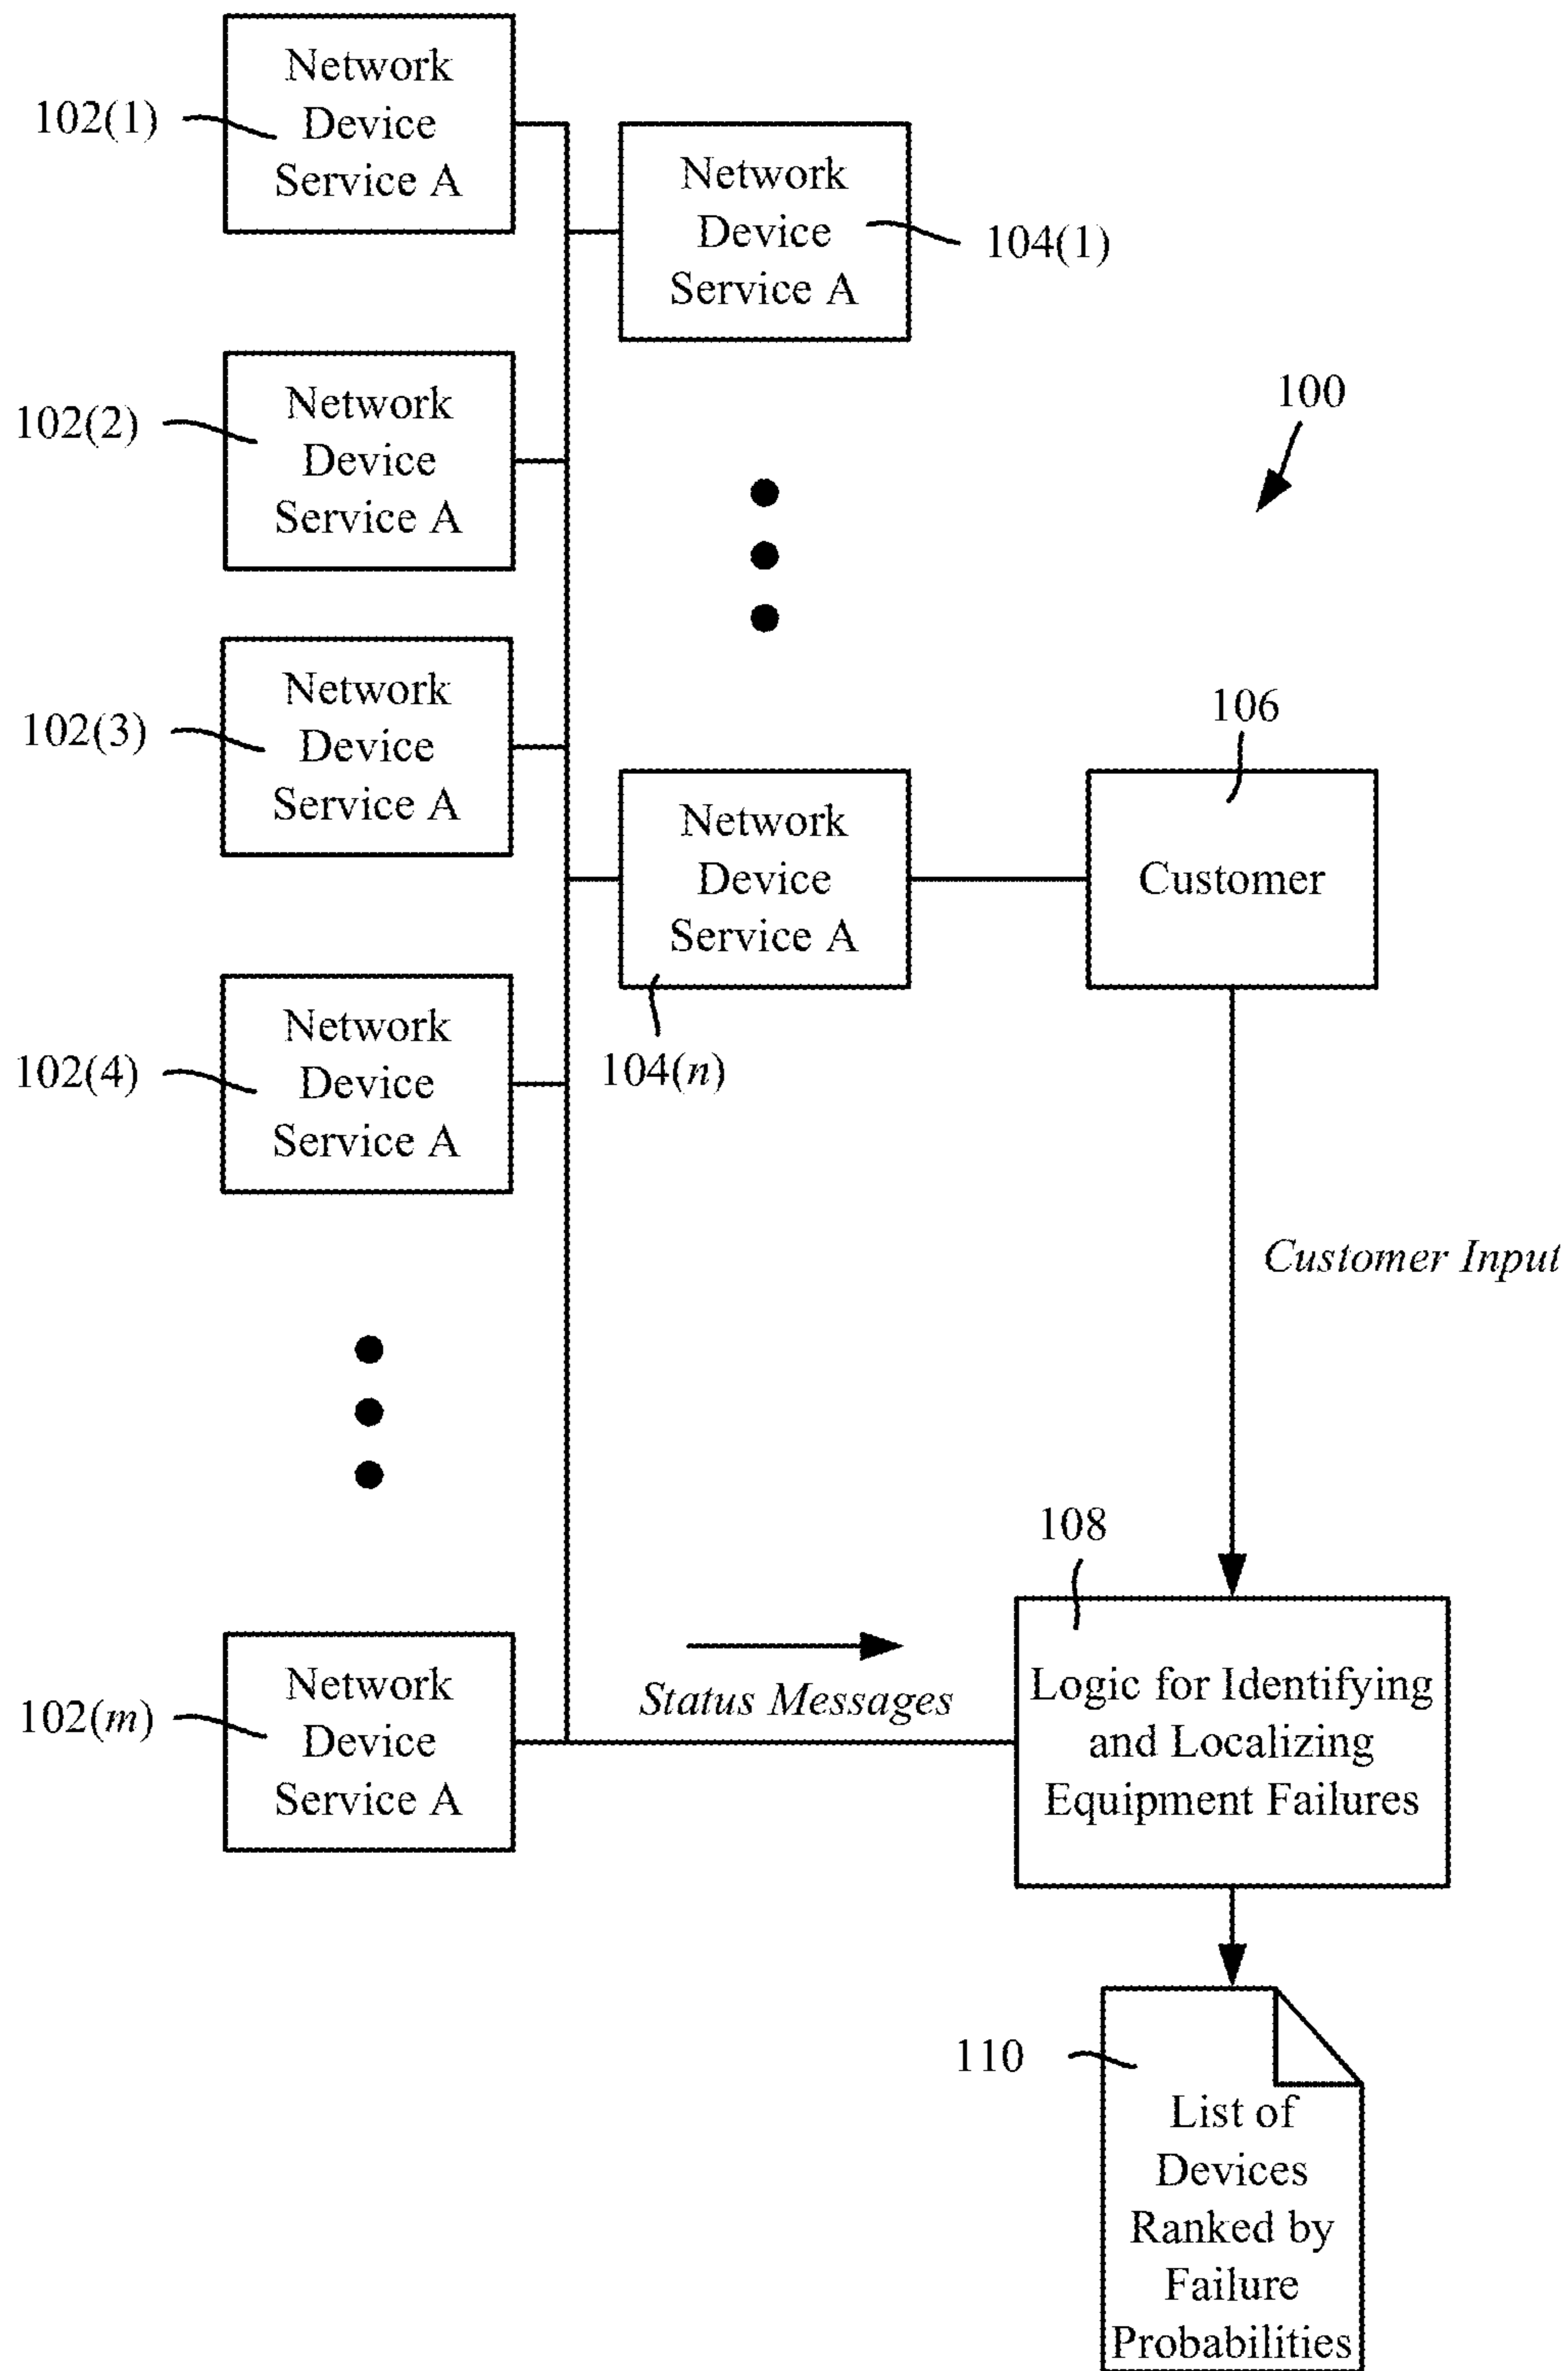 102(1)
Network
Device
Service A
Network
Device
Service A
104(1)
102(2)
Network
Device
Service A
100
102(3)
Network
Device
Service A
106
Network
Device
Service A
104(n)
Customer
102(4)
Network
Device
Service A
Customer Input
108
102(m)
Network
Device
Service A
Status Messages
Logic for Identifying
and Localizing
Equipment Failures
110
List of
Devices
Ranked by
Failure
Probabilities